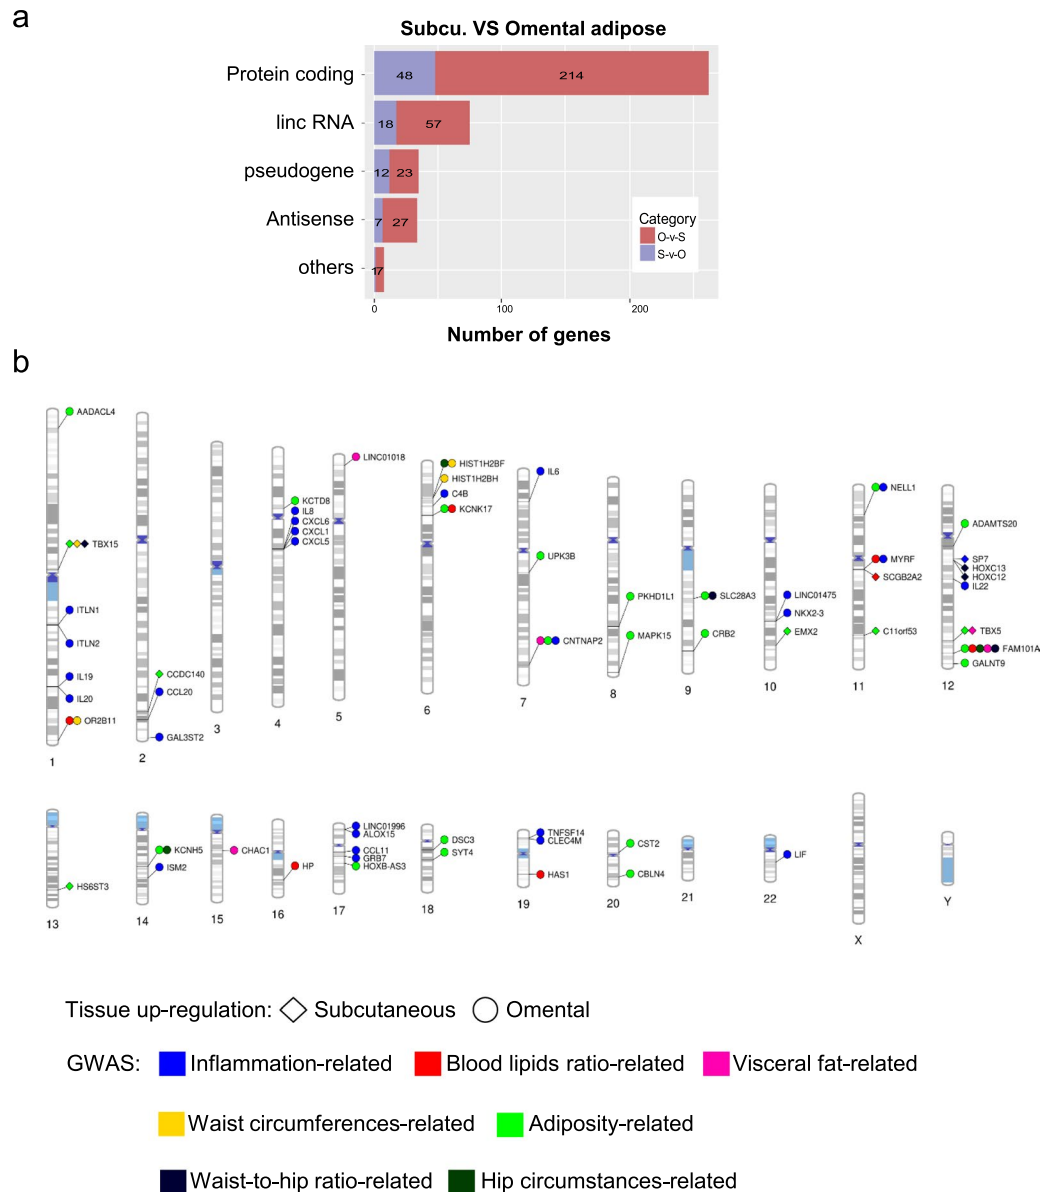 a
Subcu. VS Omental adipose
Protein coding 48 214
linc RNA 18 57
pseudogene 12 23
Antisense 7 27
others 1 7
Category
O-v-S
S-v-O
0 100 200
Number of genes
b
AADACL4
TBX15
ITLN1
ITLN2
IL19
IL20
OR2B11
1
CCDC140
CCL20
GAL3ST2
2
3
KCTD8
IL8
CXCL6
CXCL1
CXCL5
4
LINC01018
5
HIST1H2BF
HIST1H2BH
C4B
KCNK17
6
IL6
UPK3B
CNTNAP2
7
PKHD1L1
MAPK15
8
SLC28A3
CRB2
9
LINC01475
NKX2-3
EMX2
10
NELL1
MYRF
SCGB2A2
C11orf53
11
ADAMTS20
SP7
HOXC13
HOXC12
IL22
TBX5
FAM101A
GALNT9
12
HS6ST3
13
KCNH5
ISM2
14
CHAC1
15
HP
16
LINC01996
ALOX15
CCL11
GRB7
HOXB-AS3
17
DSC3
SYT4
18
TNFSF14
CLEC4M
HAS1
19
CST2
CBLN4
20
21
LIF
22
X
Y
Tissue up-regulation: Subcutaneous Omental
GWAS: Inflammation-related Blood lipids ratio-related Visceral fat-related
Waist circumferences-related Adiposity-related
Waist-to-hip ratio-related Hip circumstances-related